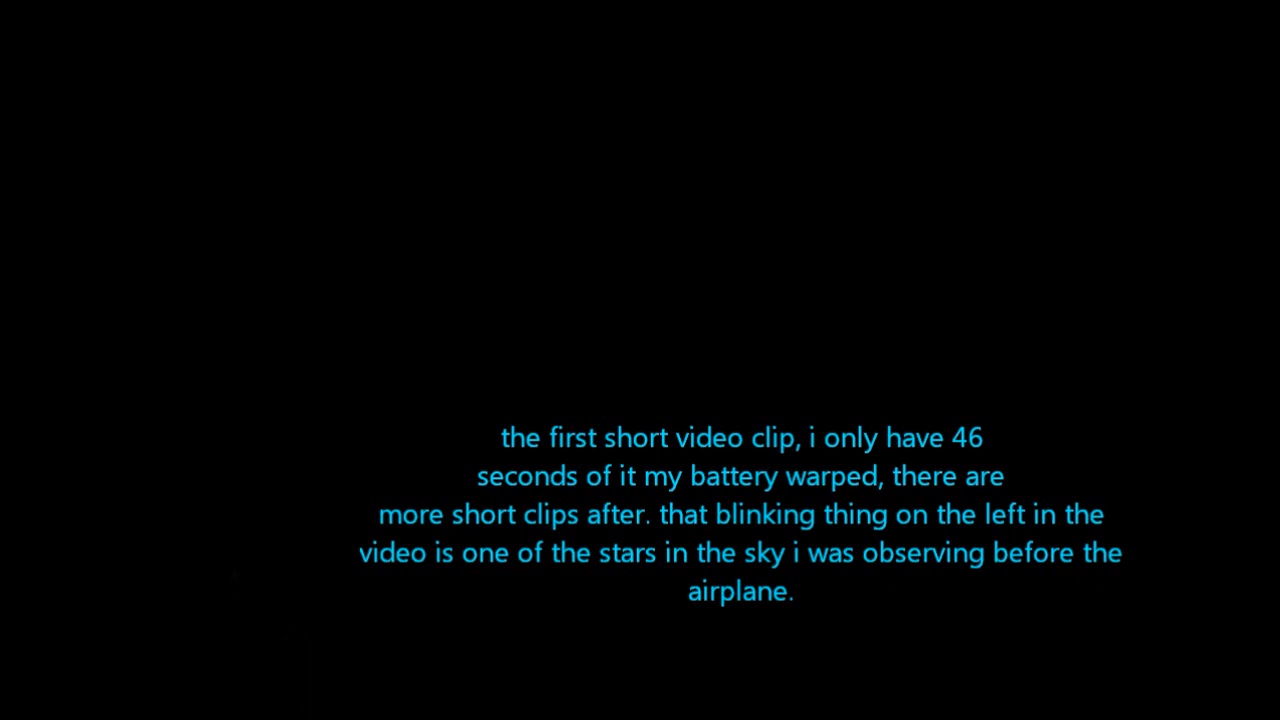 the first short video clip, i only have 46
seconds of it my battery warped, there are
more short clips after. that blinking thing on the left in the
video is one of the stars in the sky i was observing before the
airplane.